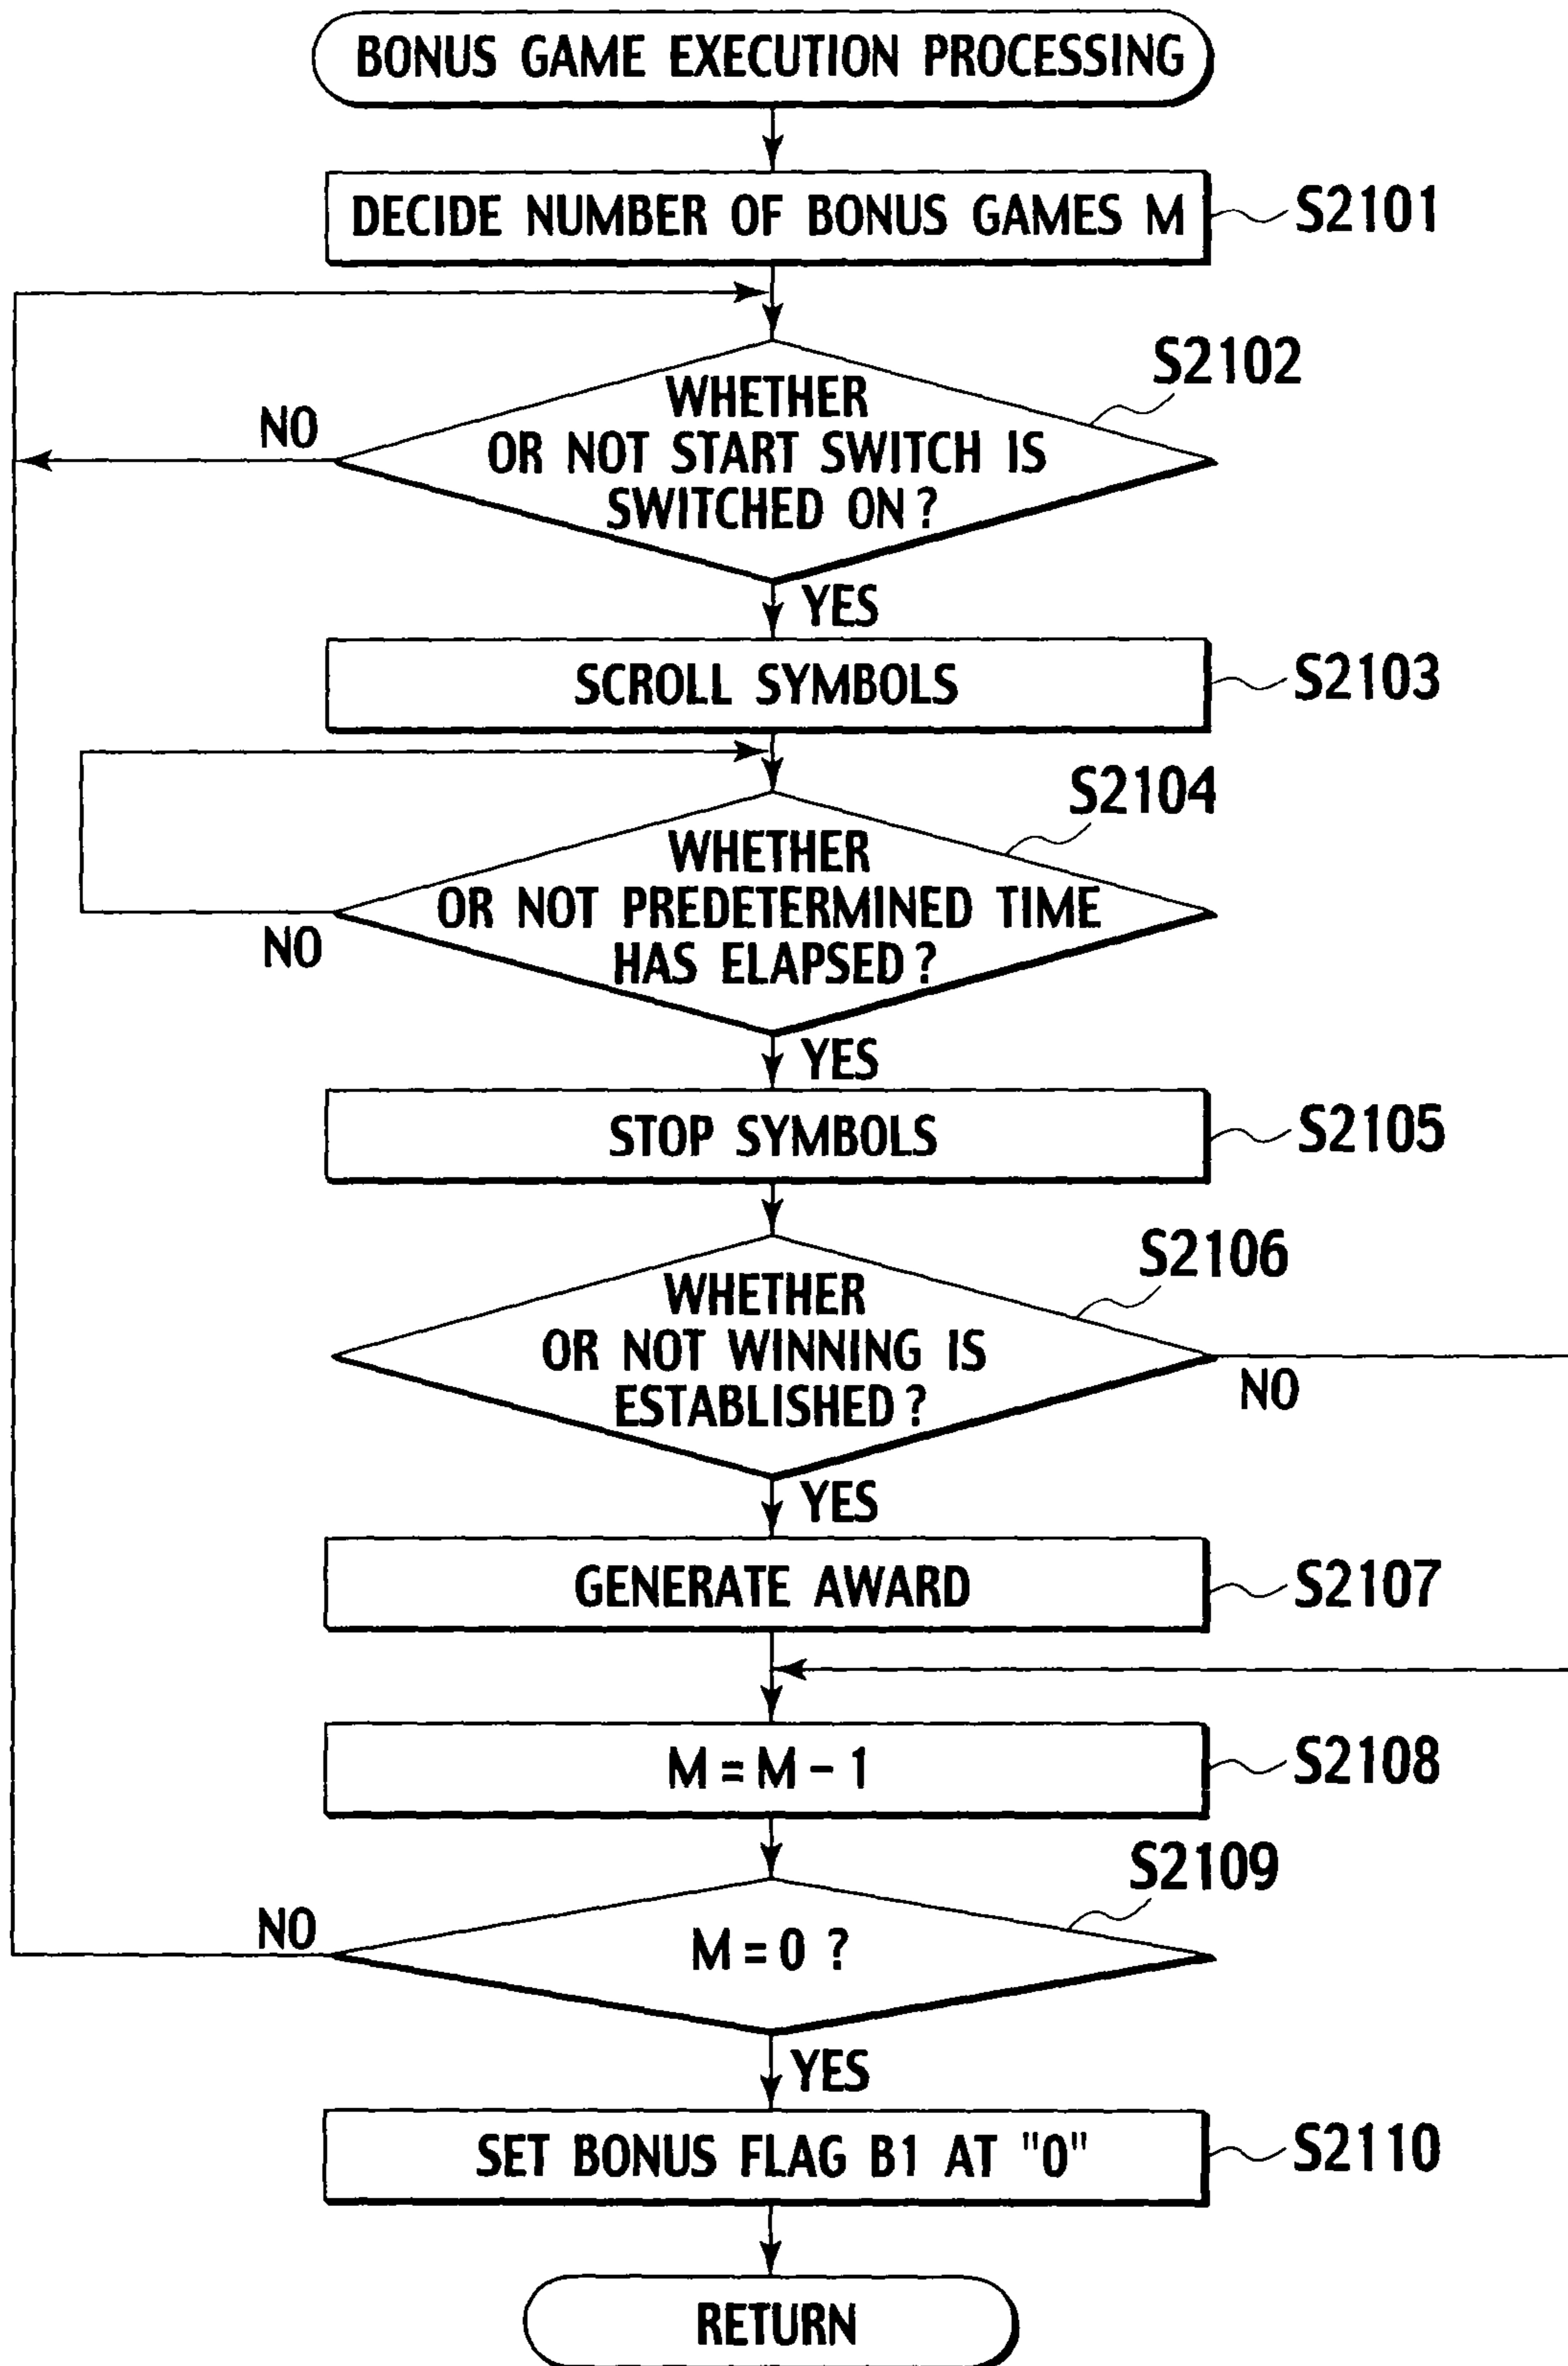 BONUS GAME EXECUTION PROCESSING
DECIDE NUMBER OF BONUS GAMES M
S2101
S2102
WHETHER
OR NOT START SWITCH IS
SWITCHED ON ?
NO
YES
SCROLL SYMBOLS
S2103
S2104
WHETHER
OR NOT PREDETERMINED TIME
HAS ELAPSED ?
NO
YES
STOP SYMBOLS
S2105
S2106
WHETHER
OR NOT WINNING IS
ESTABLISHED ?
NO
YES
GENERATE AWARD
S2107
M = M - 1
S2108
S2109
NO
M = 0 ?
YES
SET BONUS FLAG B1 AT "0"
S2110
RETURN